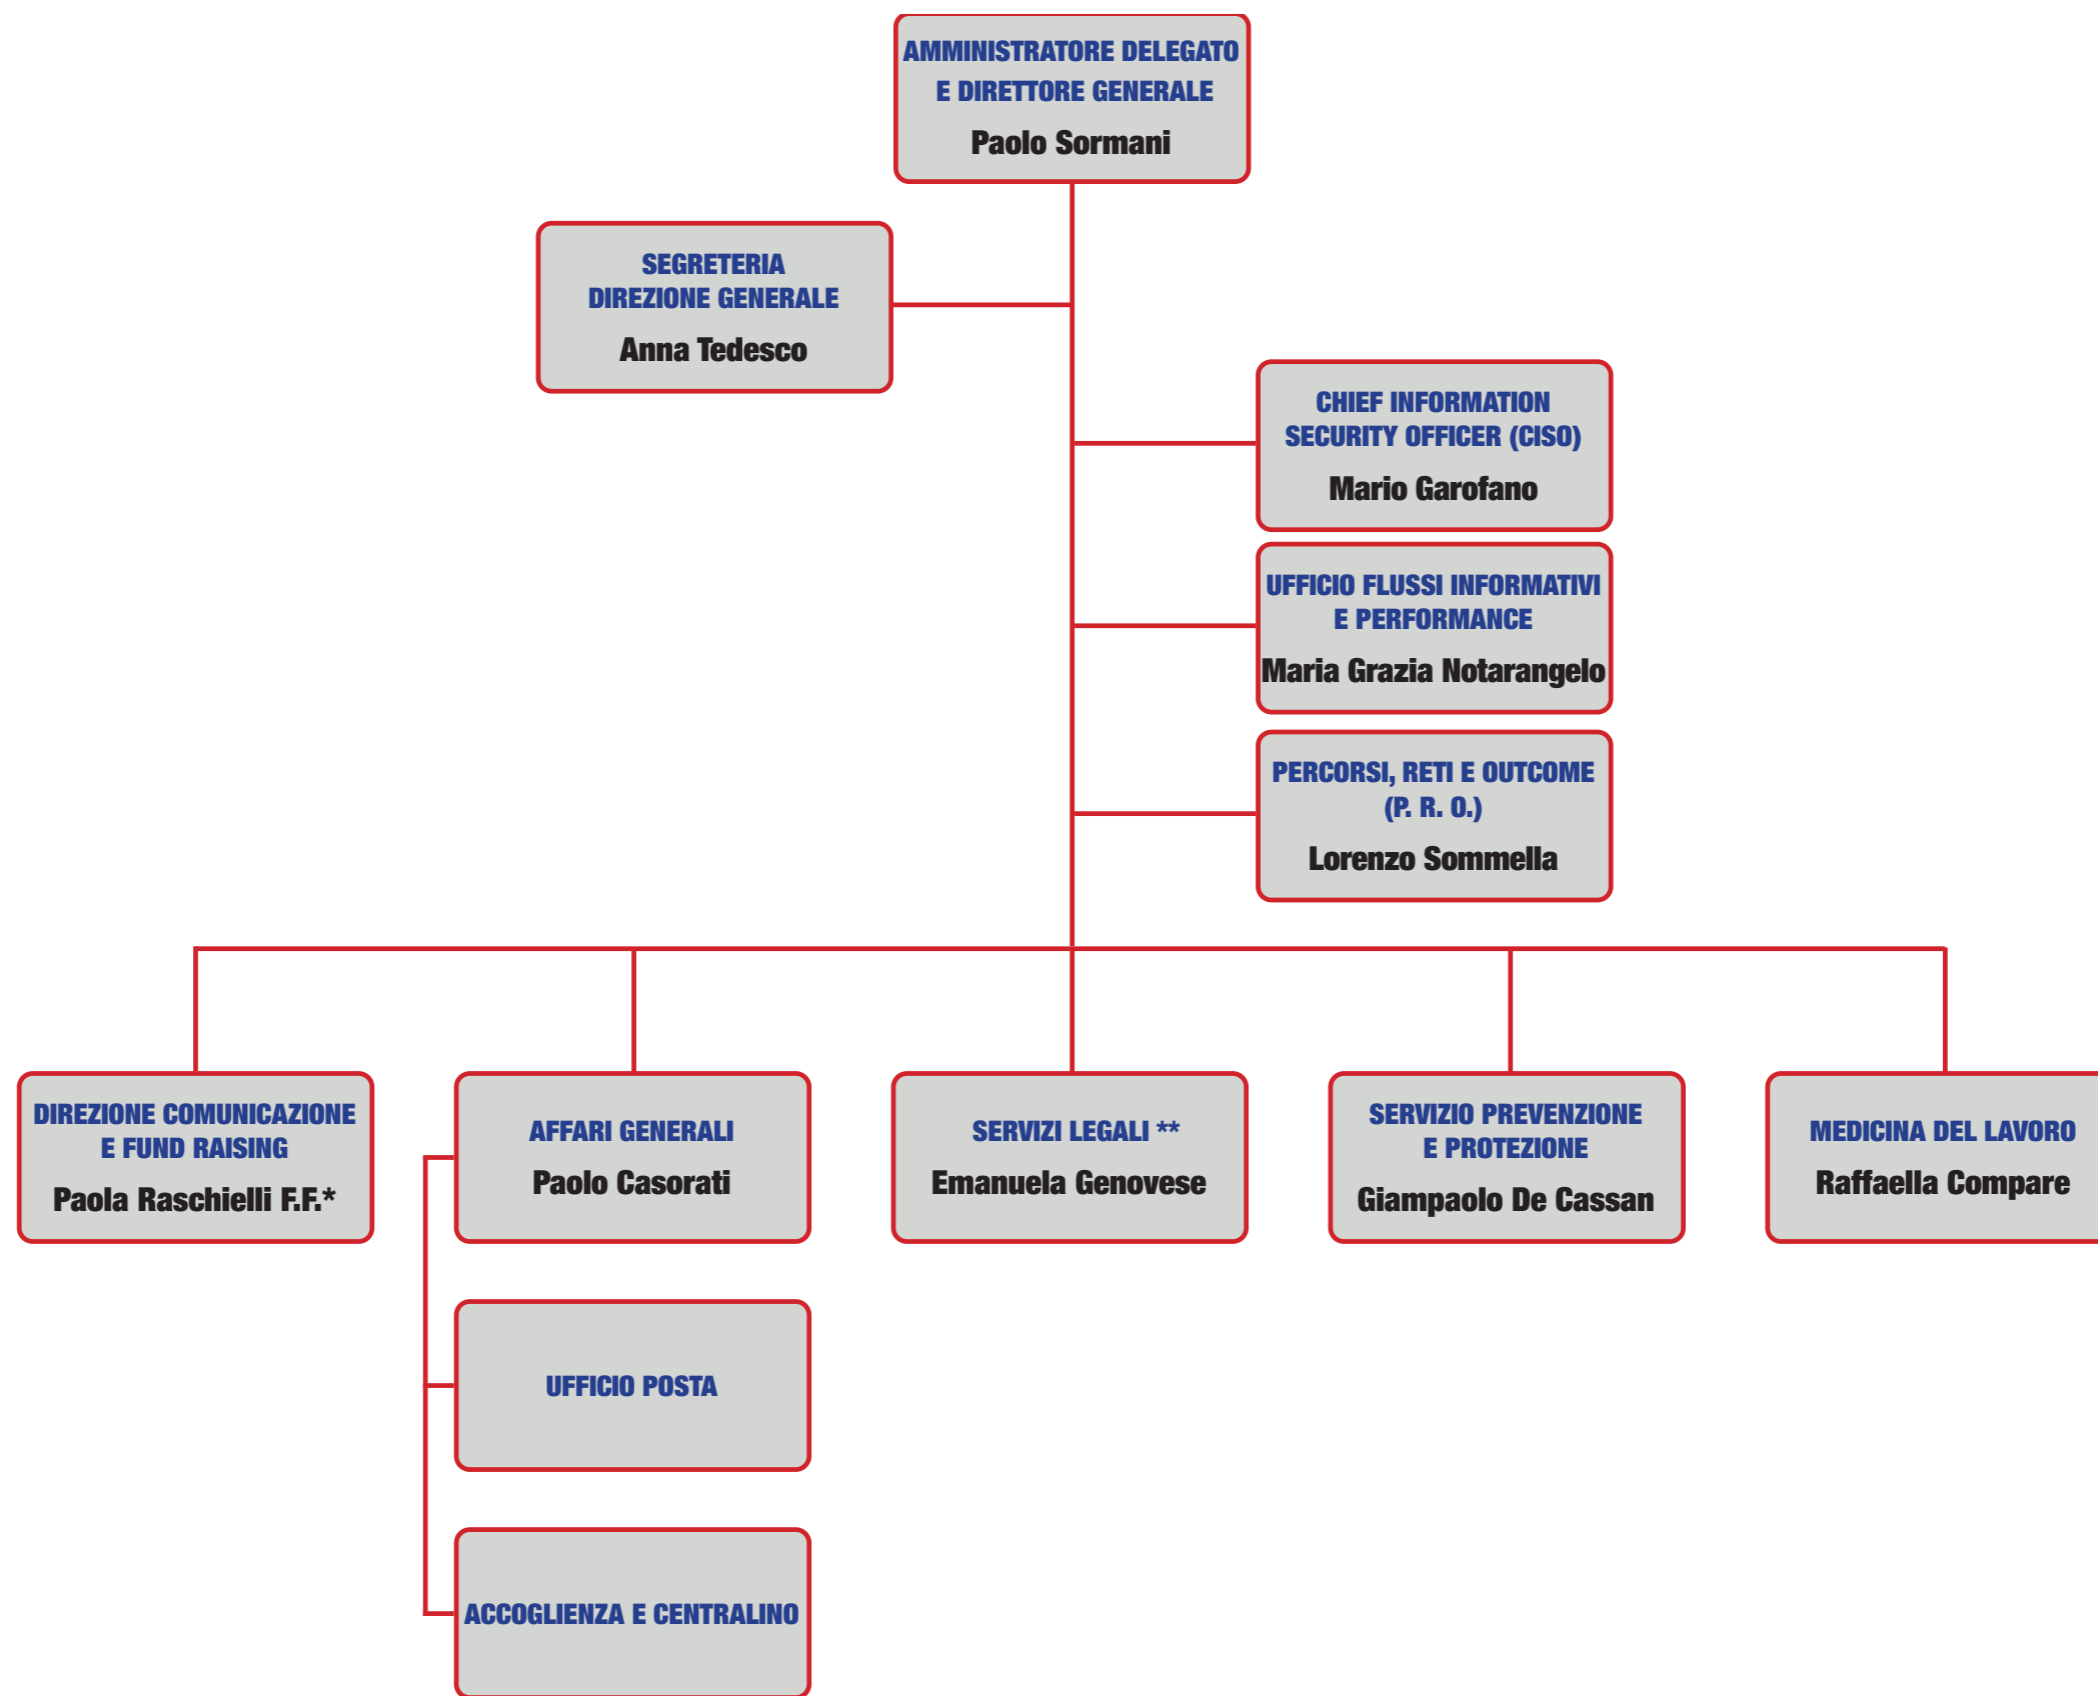 AMMINISTRATORE DELEGATO
E DIRETTORE GENERALE
Paolo Sormani
SEGRETERIA
DIREZIONE GENERALE
Anna Tedesco
CHIEF INFORMATION
SECURITY OFFICER (CISO)
Mario Garofano
UFFICIO FLUSSI INFORMATIVI
E PERFORMANCE
Maria Grazia Notarangelo
PERCORSI, RETI E OUTCOME
(P. R. O.)
Lorenzo Sommella
DIREZIONE COMUNICAZIONE
E FUND RAISING
Paola Raschielli F.F.*
AFFARI GENERALI
Paolo Casorati
SERVIZI LEGALI **
Emanuela Genovese
SERVIZIO PREVENZIONE
E PROTEZIONE
Giampaolo De Cassan
MEDICINA DEL LAVORO
Raffaella Compare
UFFICIO POSTA
ACCOGLIENZA E CENTRALINO